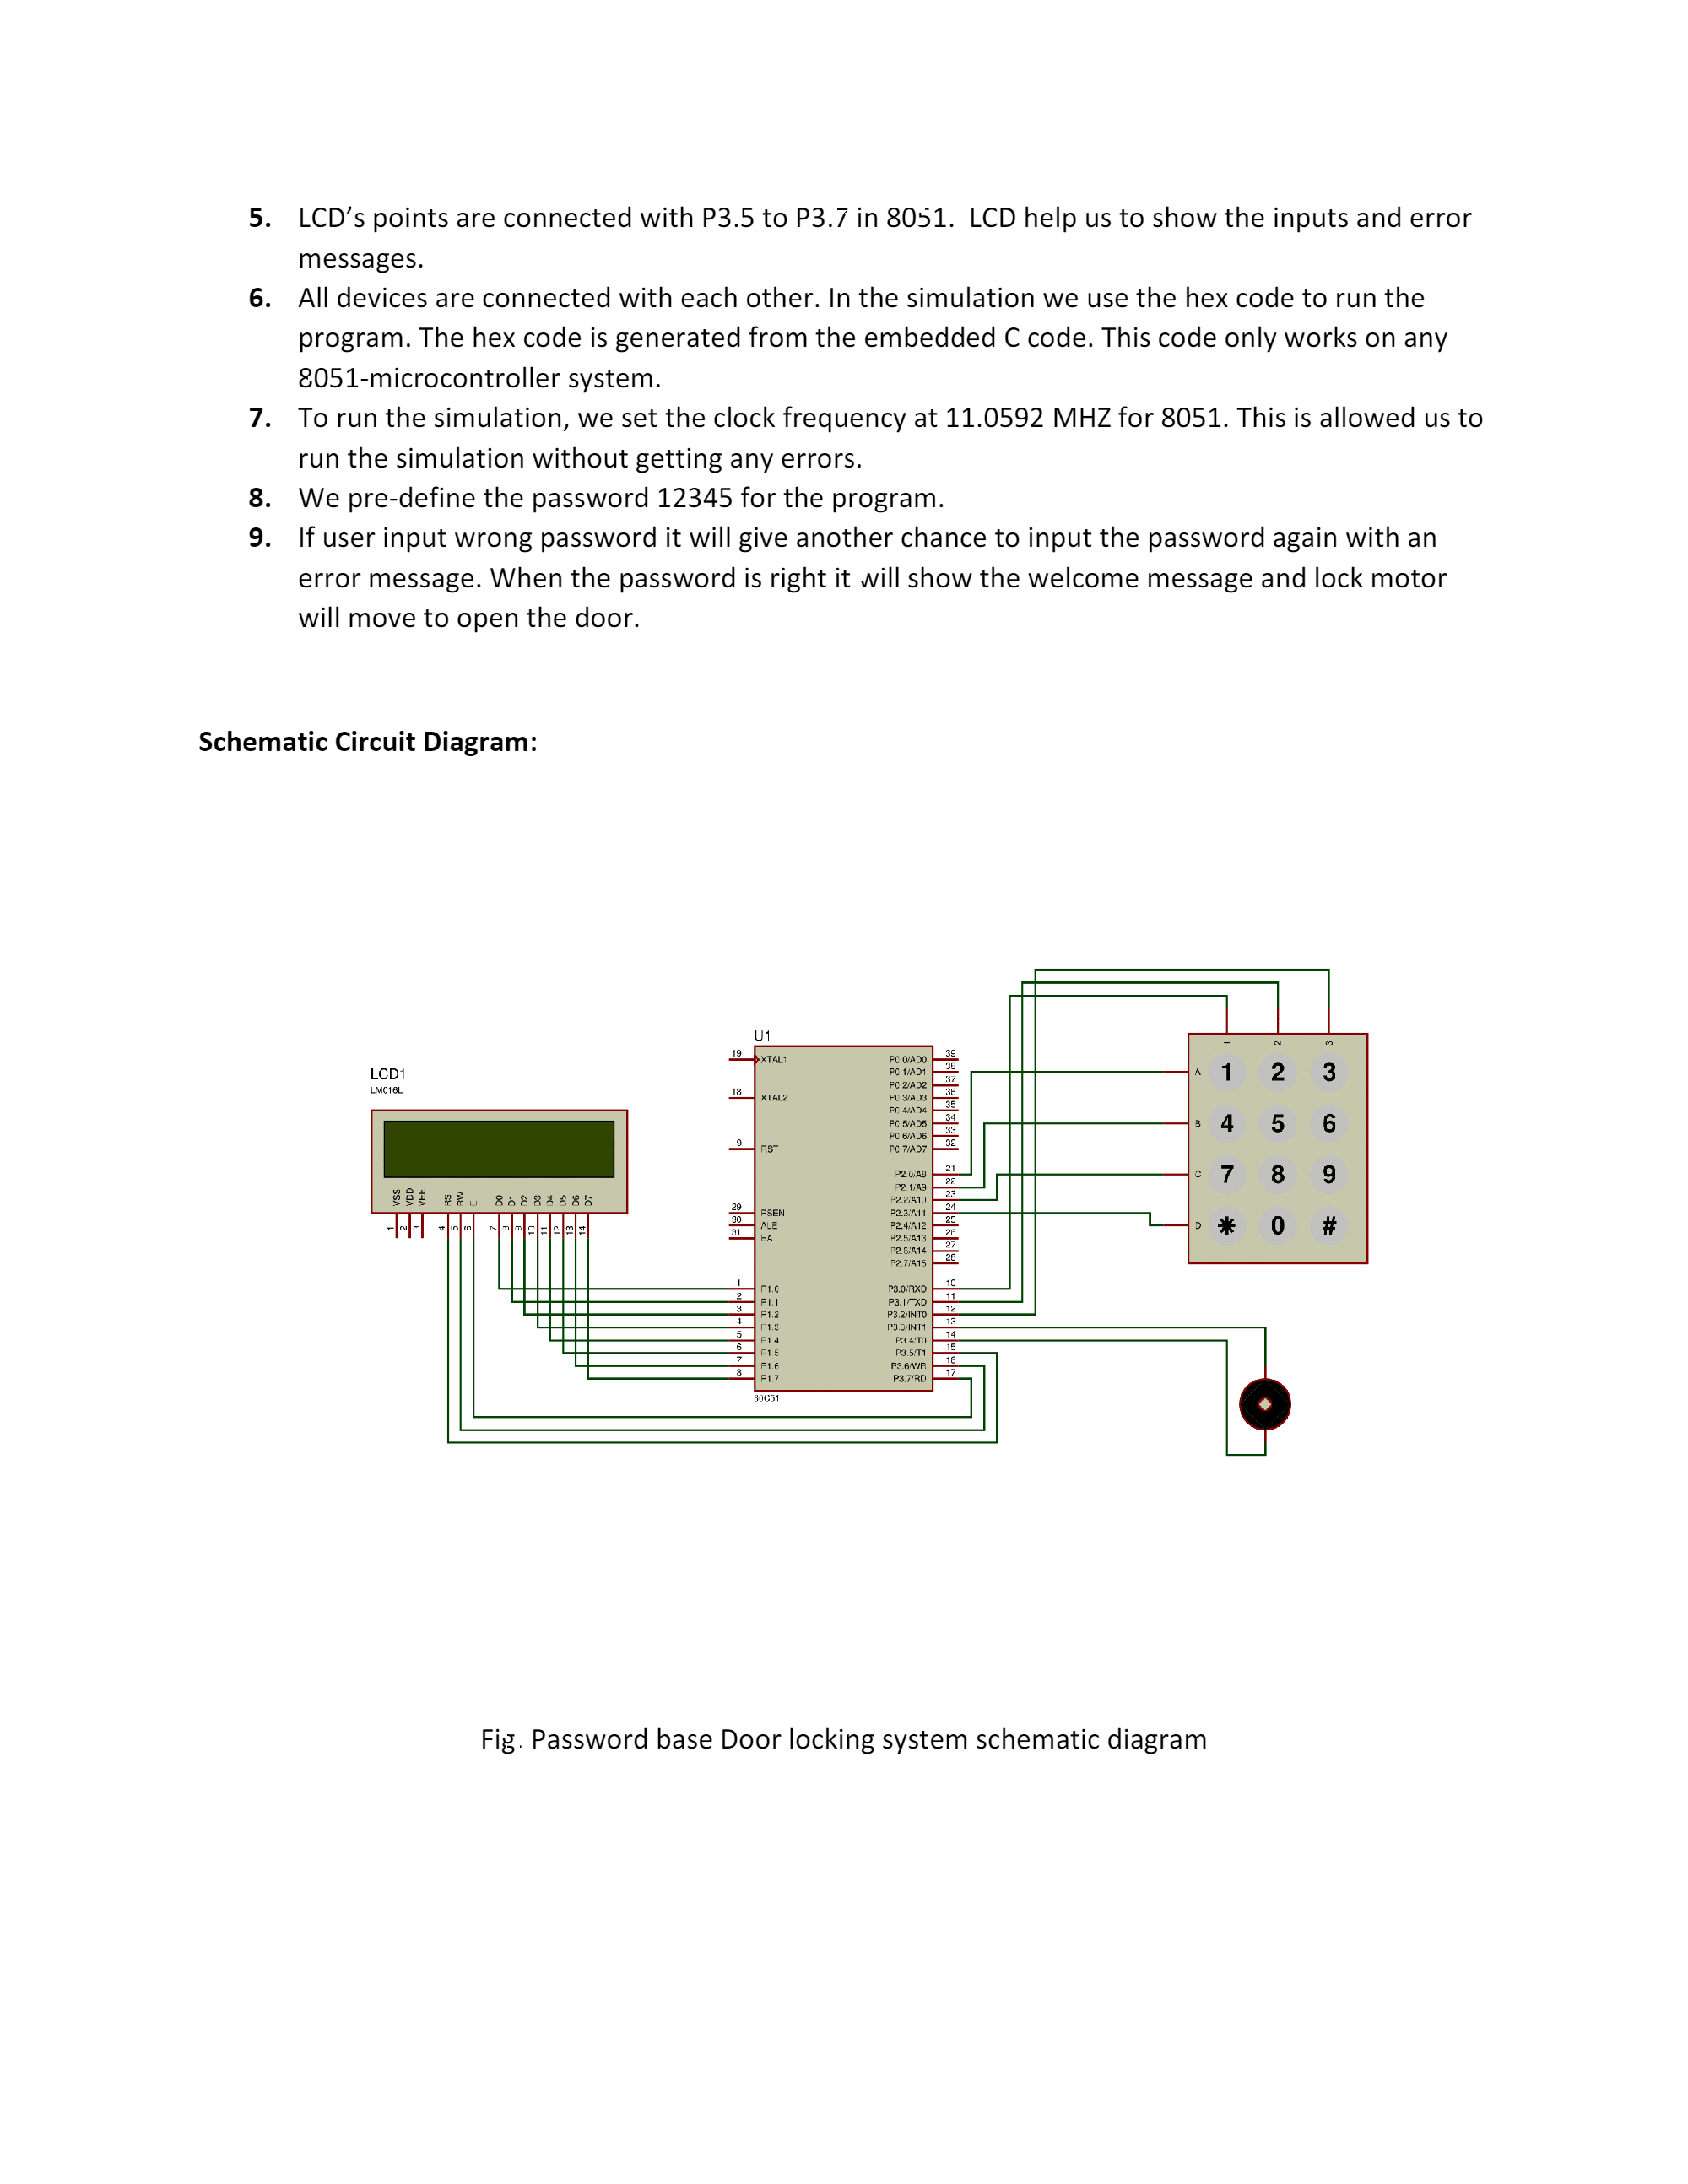 5. LCD’s points are connected with P3.5 to P3.7 in 8051. LCD help us to show the inputs and error
messages.
6. All devices are connected with each other. In the simulation we use the hex code to run the
program. The hex code is generated from the embedded C code. This code only works on any
8051-microcontroller system.
7. To run the simulation, we set the clock frequency at 11.0592 MHZ for 8051. This is allowed us to
run the simulation without getting any errors.
8. We pre-define the password 12345 for the program.
9. If user input wrong password it will give another chance to input the password again with an
error message. When the password is right it will show the welcome message and lock motor
will move to open the door.
Schematic Circuit Diagram:
LCD1
LM016L
VSS VDD VEE RS RW E D0 D1 D2 D3 D4 D5 D6 D7
1 2 3 4 5 6 7 8 9 10 11 12 13 14
U1
19 XTAL1
18 XTAL2
9 RST
29 PSEN
30 ALE
31 EA
1 P1.0
2 P1.1
3 P1.2
4 P1.3
5 P1.4
6 P1.5
7 P1.6
8 P1.7
P0.0/AD0 39
P0.1/AD1 38
P0.2/AD2 37
P0.3/AD3 36
P0.4/AD4 35
P0.5/AD5 34
P0.6/AD6 33
P0.7/AD7 32
P2.0/A8 21
P2.1/A9 22
P2.2/A10 23
P2.3/A11 24
P2.4/A12 25
P2.5/A13 26
P2.6/A14 27
P2.7/A15 28
P3.0/RXD 10
P3.1/TXD 11
P3.2/INT0 12
P3.3/INT1 13
P3.4/T0 14
P3.5/T1 15
P3.6/WR 16
P3.7/RD 17
80C51
1 2 3
A 1 2 3
B 4 5 6
C 7 8 9
D * 0 #
Fig: Password base Door locking system schematic diagram